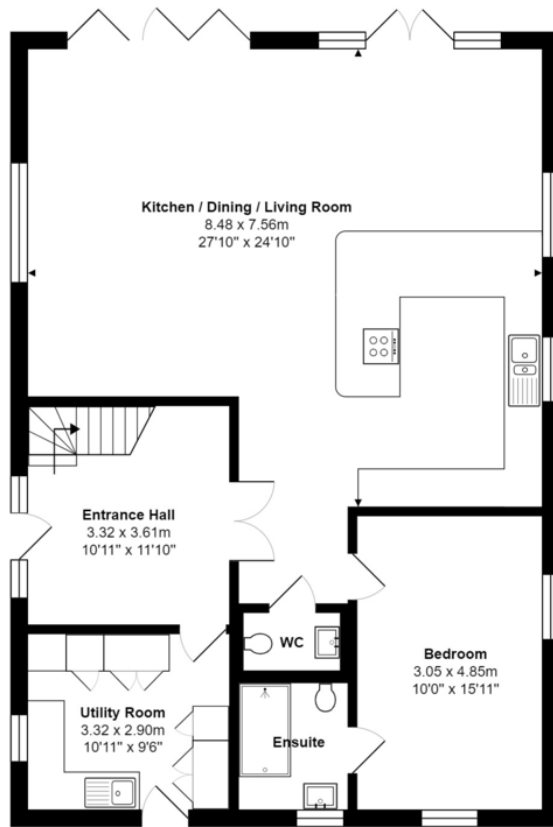 Kitchen / Dining / Living Room
8.48 x 7.56m
27'10" x 24'10"
Entrance Hall
3.32 x 3.61m
10'11" x 11'10"
WC
Bedroom
3.05 x 4.85m
10'0" x 15'11"
Utility Room
3.32 x 2.90m
10'11" x 9'6"
Ensuite